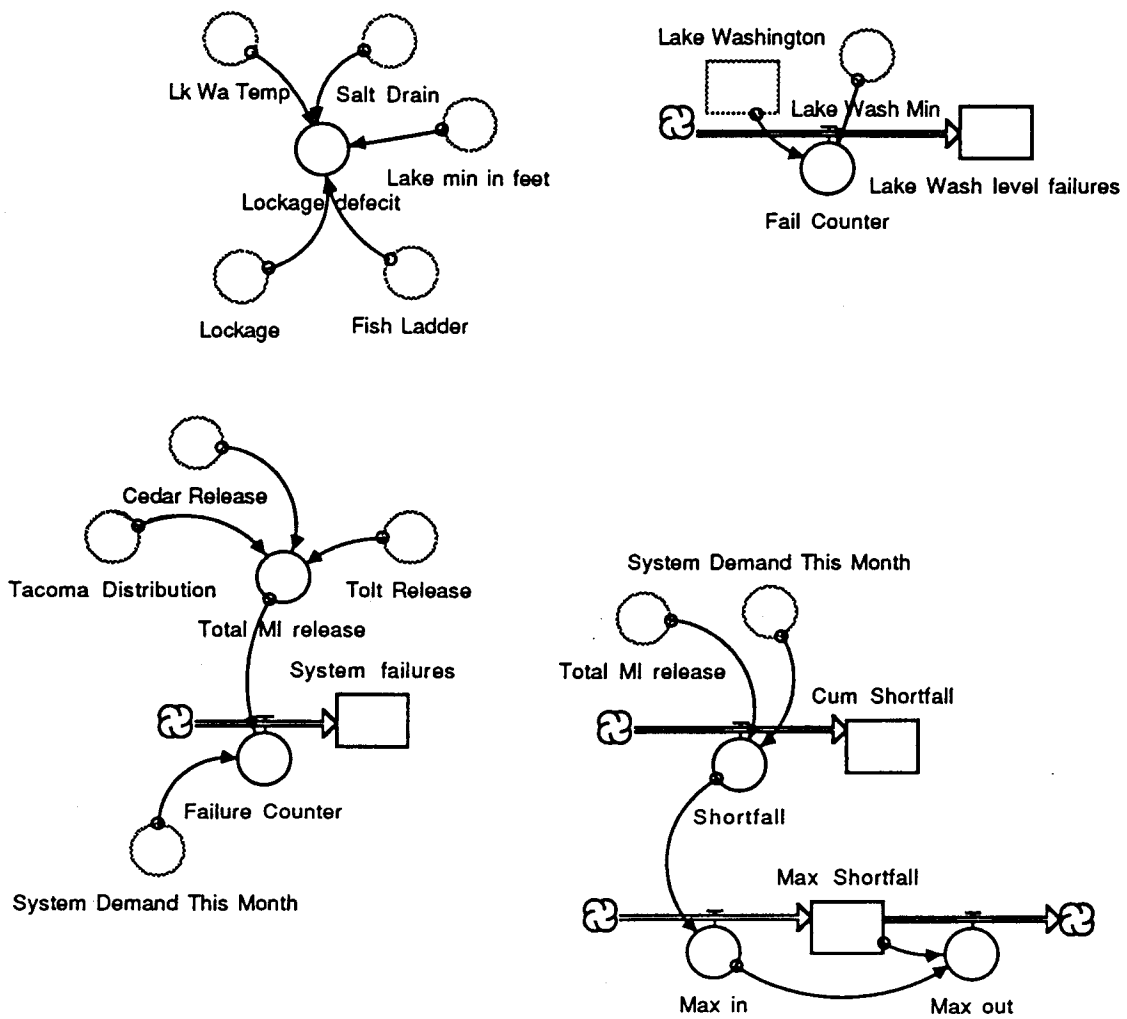 Lake Washington
Lk Wa Temp
Salt Drain
Lake Wash Min
Lake min in feet
Lake Wash level failures
Lockage defecit
Fail Counter
Lockage
Fish Ladder
Cedar Release
Tacoma Distribution
Tolt Release
Total MI release
System failures
Failure Counter
System Demand This Month
System Demand This Month
Total MI release
Cum Shortfall
Shortfall
Max Shortfall
Max in
Max out